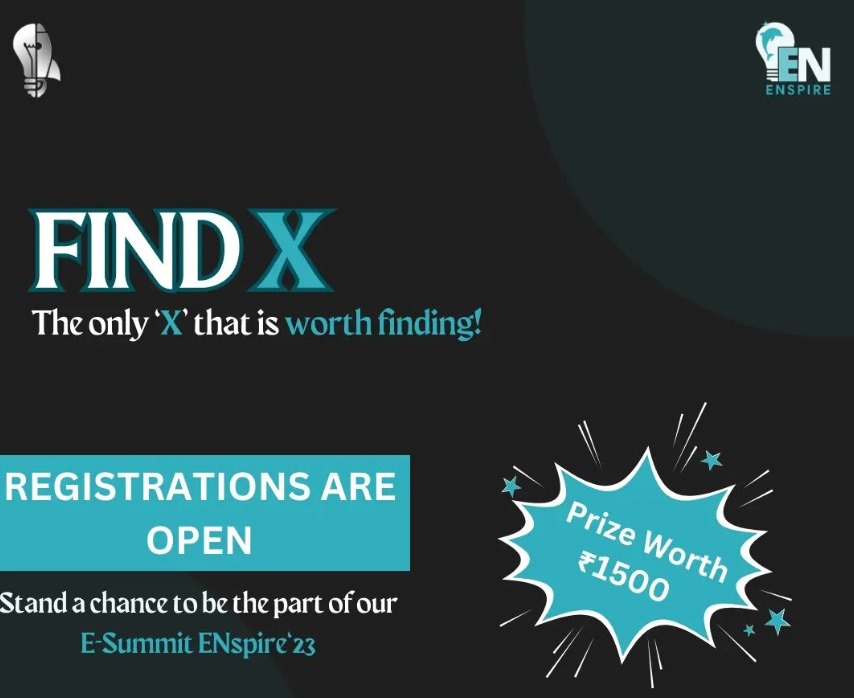 EN
ENSPIRE
FIND X
The only ‘X’ that is worth finding!
REGISTRATIONS ARE
OPEN
Stand a chance to be the part of our
E-Summit ENspire‘23
Prize Worth
₹1500